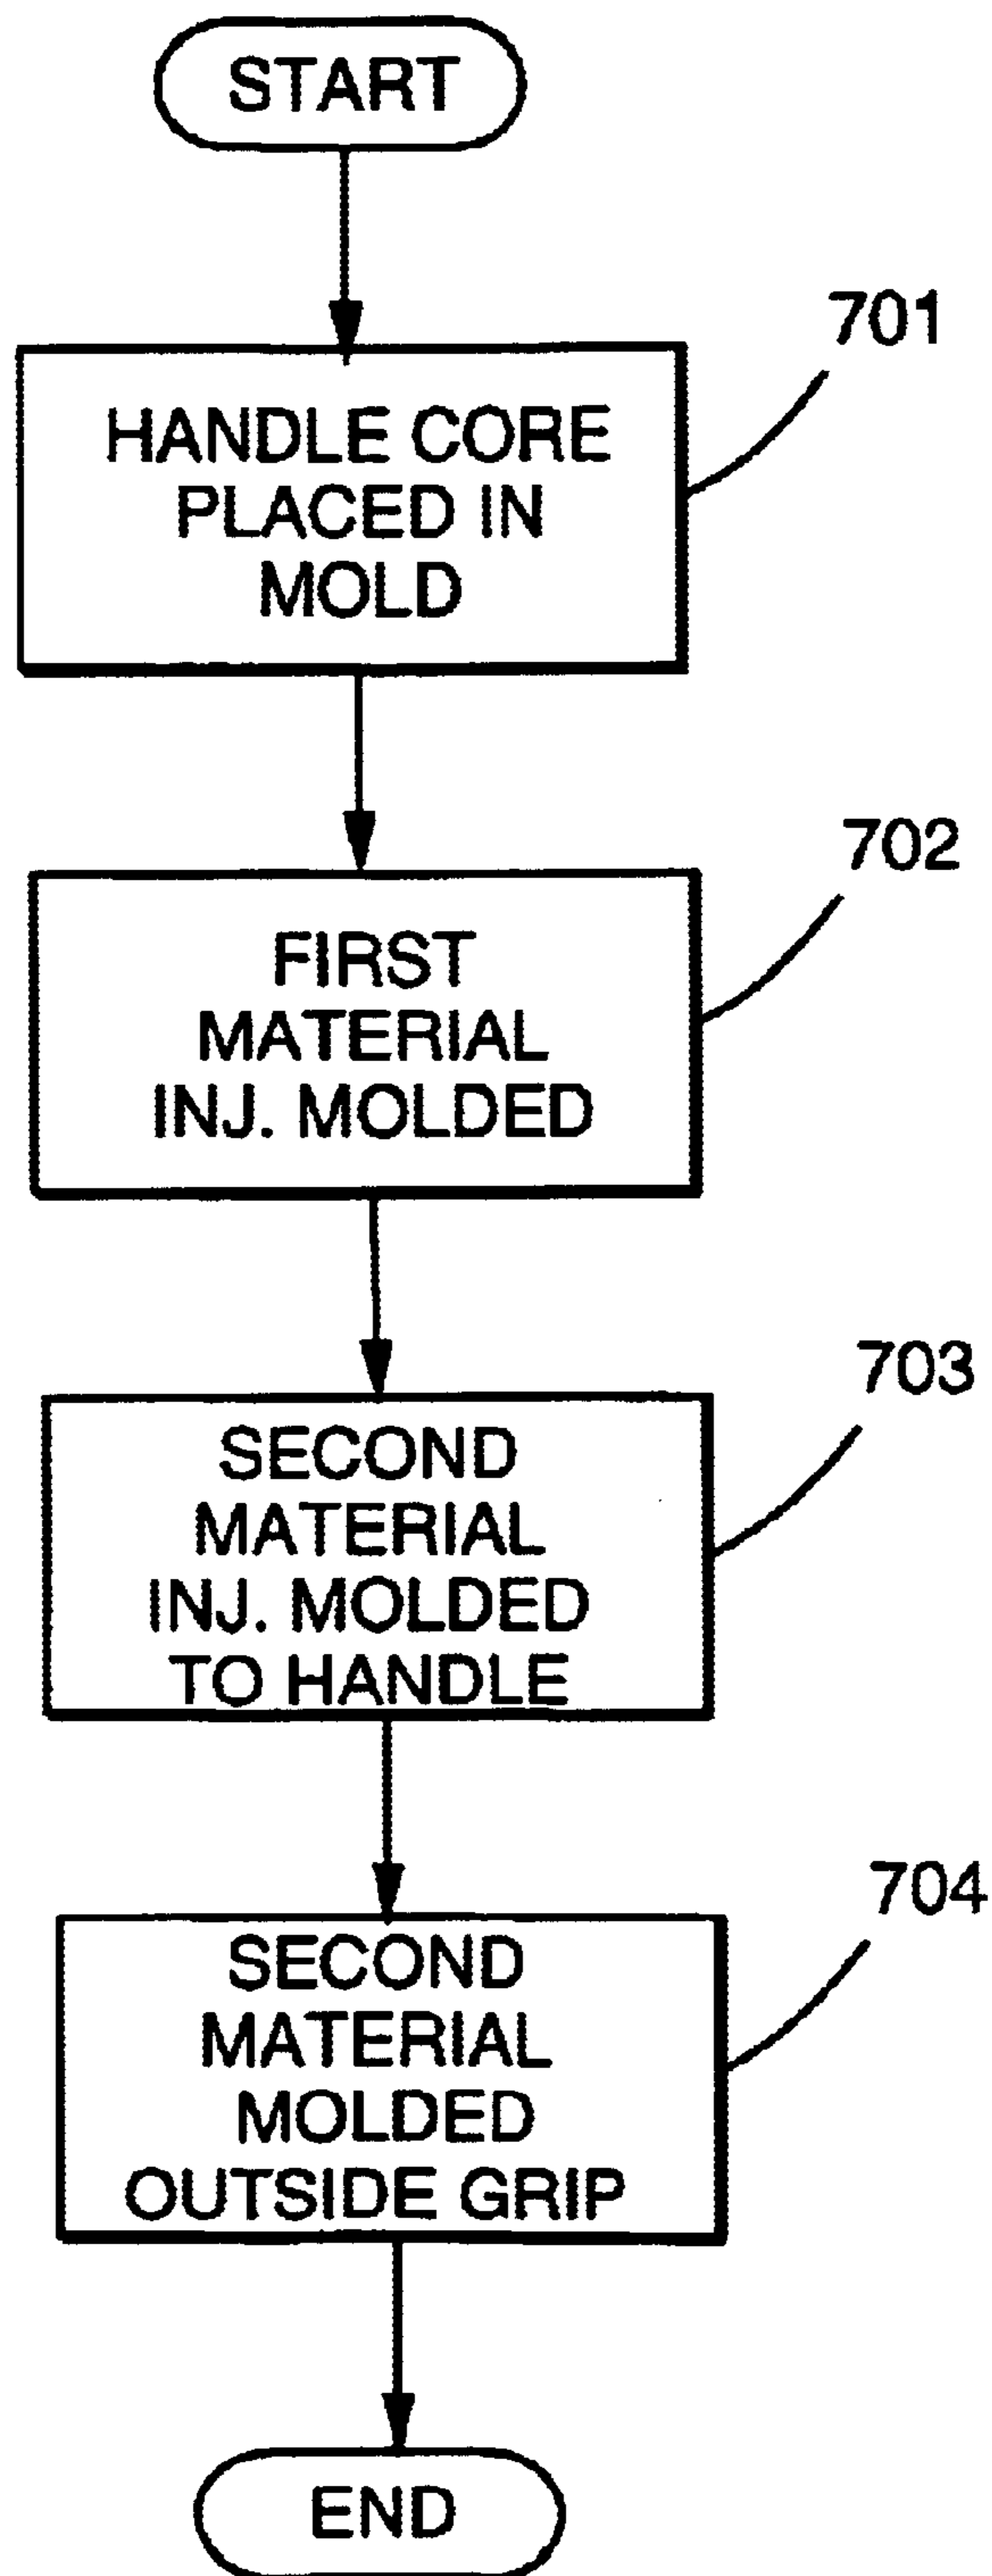 START
701
HANDLE CORE
PLACED IN
MOLD
702
FIRST
MATERIAL
INJ. MOLDED
703
SECOND
MATERIAL
INJ. MOLDED
TO HANDLE
704
SECOND
MATERIAL
MOLDED
OUTSIDE GRIP
END